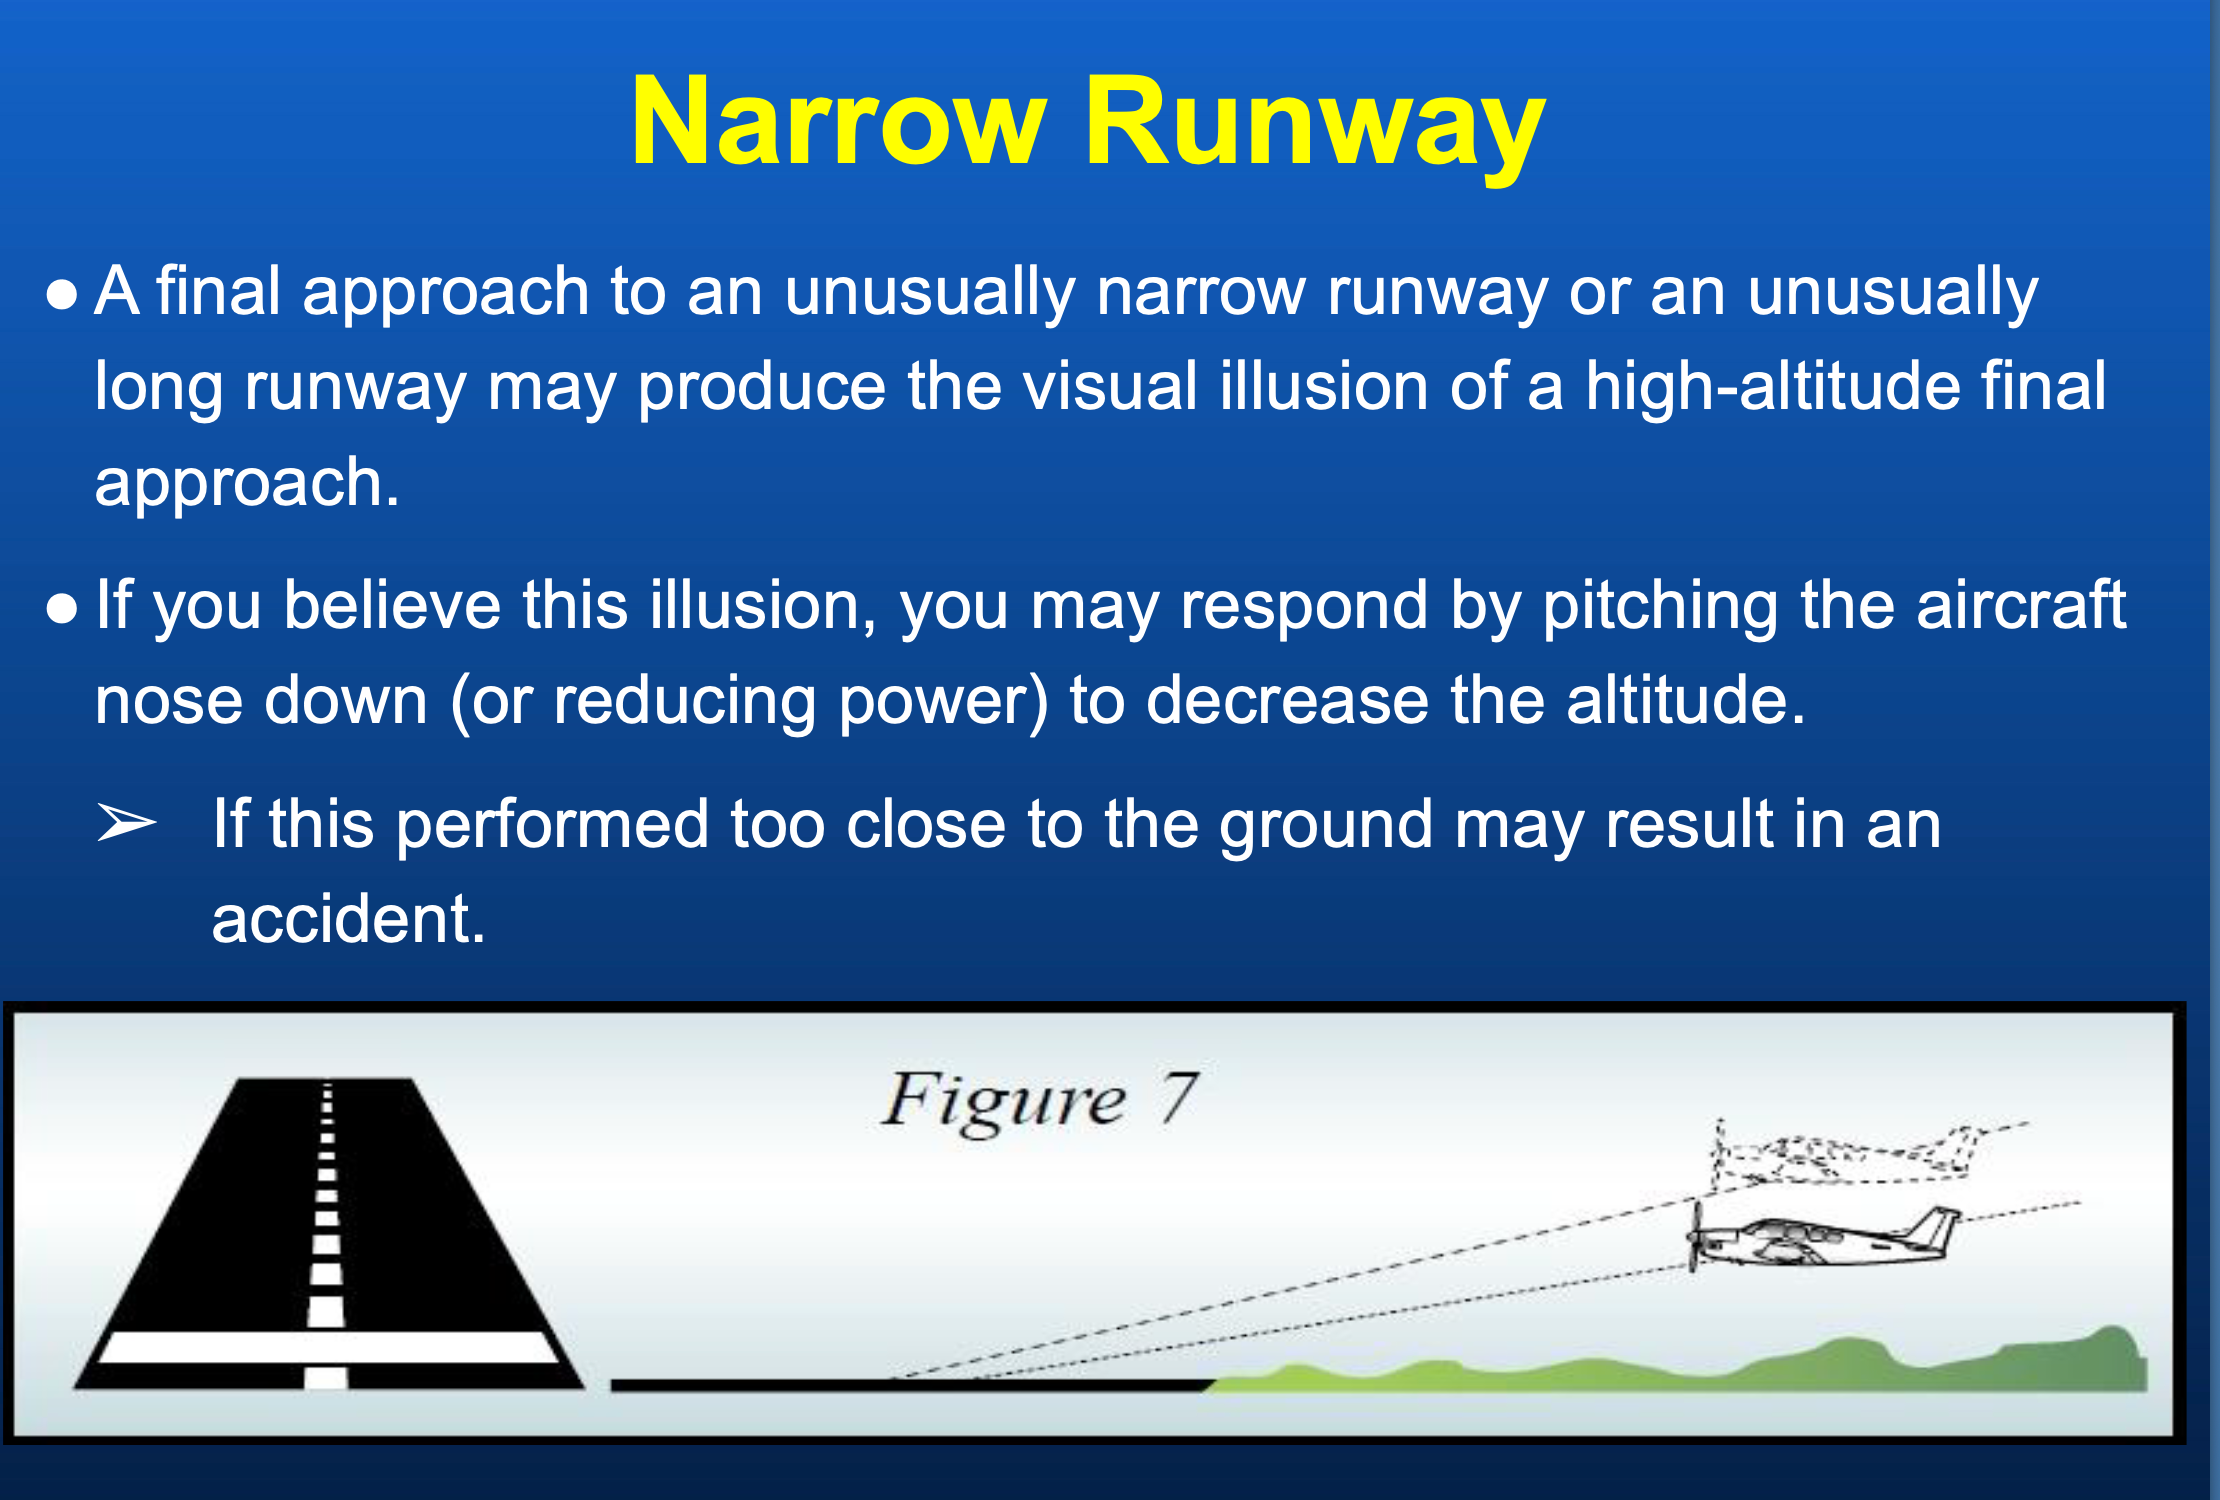 Narrow Runway
● A final approach to an unusually narrow runway or an unusually
long runway may produce the visual illusion of a high-altitude final
approach.
● If you believe this illusion, you may respond by pitching the aircraft
nose down (or reducing power) to decrease the altitude.
➢ If this performed too close to the ground may result in an
accident.
Figure 7